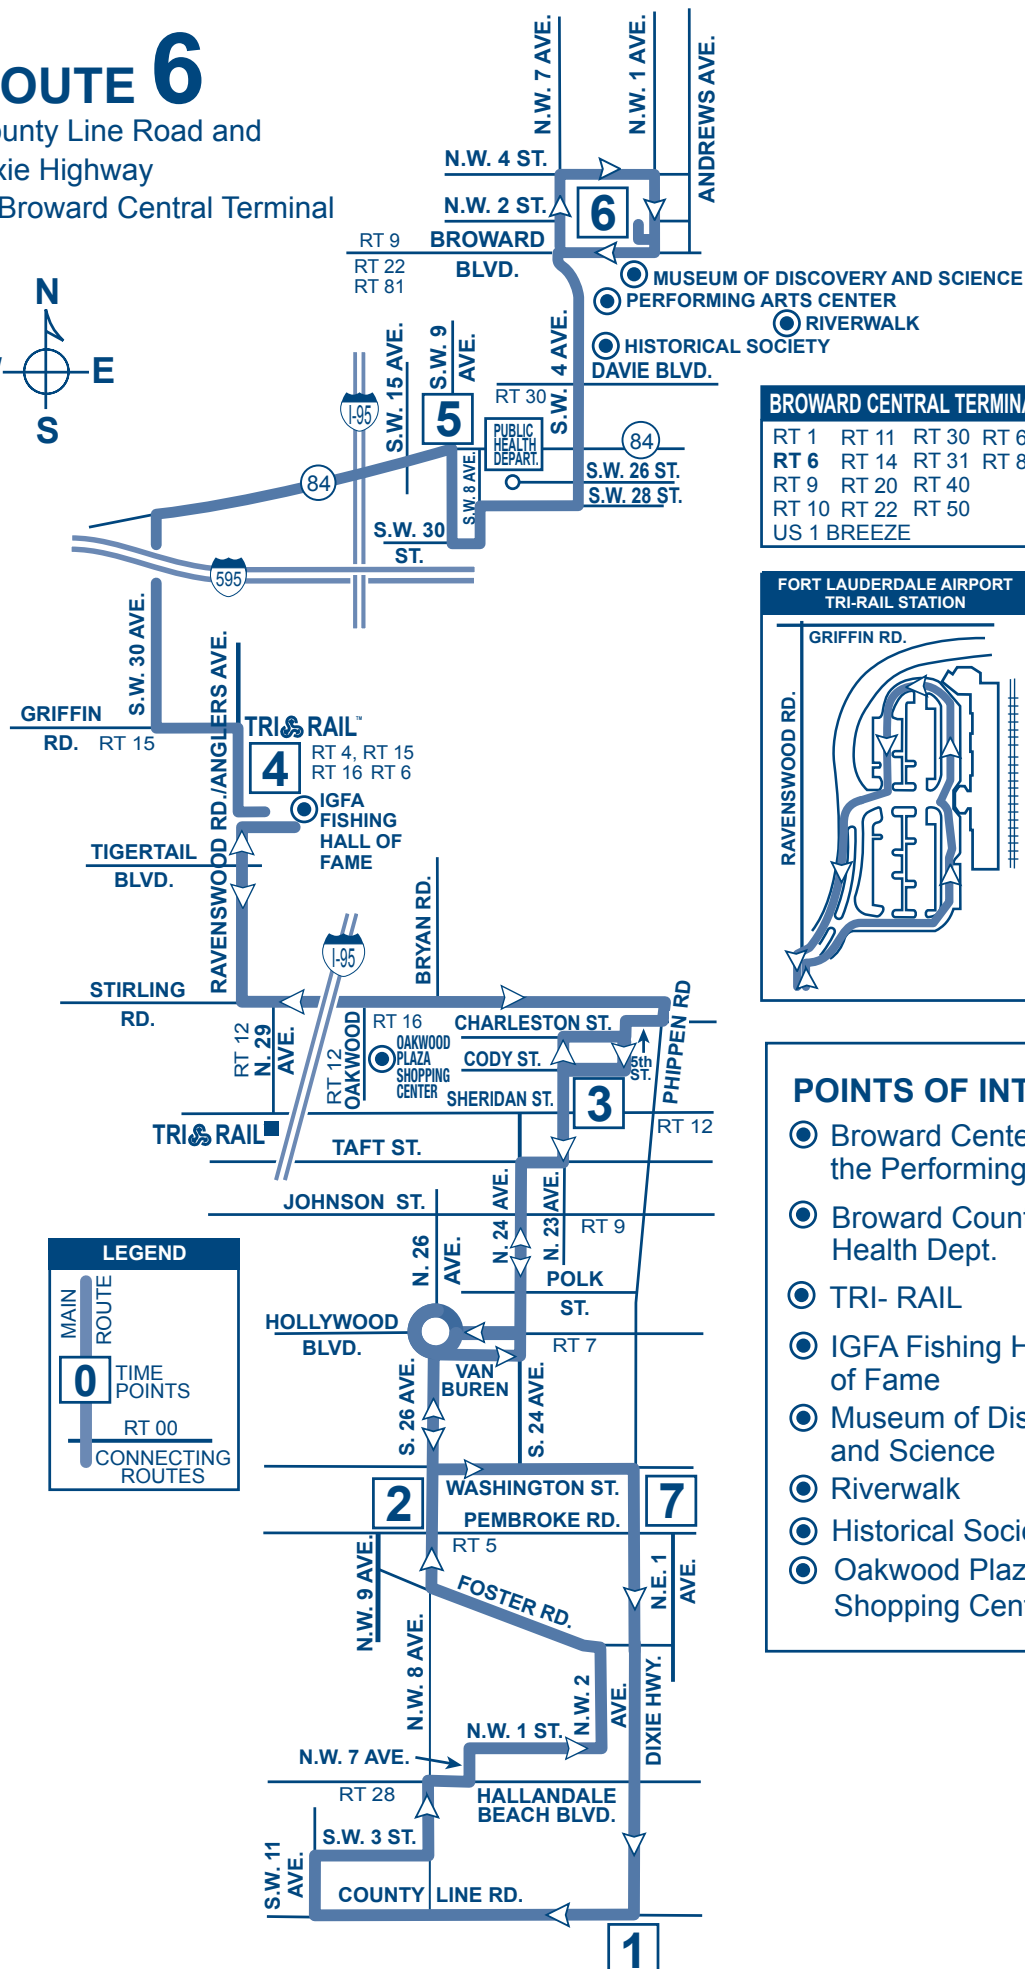 OUTE 6
ounty Line Road and
xie Highway
Broward Central Terminal
N
E
S
N.W. 7 AVE.
N.W. 1 AVE.
ANDREWS AVE.
N.W. 4 ST.
N.W. 2 ST.
6
RT 9 BROWARD
BLVD.
RT 22
RT 81
MUSEUM OF DISCOVERY AND SCIENCE
PERFORMING ARTS CENTER
RIVERWALK
HISTORICAL SOCIETY
DAVIE BLVD.
S.W. 4 AVE.
RT 30
I-95
S.W. 15 AVE.
S.W. 9
AVE.
5
PUBLIC
HEALTH
DEPART.
84
84
S.W. 8 AVE.
S.W. 26 ST.
S.W. 28 ST.
S.W. 30
ST.
595
BROWARD CENTRAL TERMINA
RT 1 RT 11 RT 30 RT 6
RT 6 RT 14 RT 31 RT 8
RT 9 RT 20 RT 40
RT 10 RT 22 RT 50
US 1 BREEZE
FORT LAUDERDALE AIRPORT
TRI-RAIL STATION
GRIFFIN RD.
RAVENSWOOD RD.
S.W. 30 AVE.
GRIFFIN
RD. RT 15
RAVENSWOOD RD./ANGLERS AVE.
TRI RAIL™
4
RT 4, RT 15
RT 16 RT 6
IGFA
FISHING
HALL OF
FAME
TIGERTAIL
BLVD.
BRYAN RD.
I-95
STIRLING
RD.
RT 12
N. 29
AVE.
RT 12
OAKWOOD
RT 16
OAKWOOD
PLAZA
SHOPPING
CENTER
CHARLESTON ST.
CODY ST.
5th
ST.
PHIPPEN RD
SHERIDAN ST.
3
RT 12
TRI RAIL
TAFT ST.
JOHNSON ST.
N. 24 AVE.
N. 23 AVE.
RT 9
N. 26
AVE.
POLK
ST.
HOLLYWOOD
BLVD.
RT 7
VAN
BUREN
S. 26 AVE.
S. 24 AVE.
LEGEND
MAIN
ROUTE
0
TIME
POINTS
RT 00
CONNECTING
ROUTES
2
WASHINGTON ST.
7
PEMBROKE RD.
RT 5
N.W. 9 AVE.
FOSTER RD.
N.E. 1
AVE.
N.W. 8 AVE.
N.W. 2
AVE.
DIXIE HWY.
N.W. 1 ST.
N.W. 7 AVE.
RT 28
HALLANDALE
BEACH BLVD.
S.W. 3 ST.
S.W. 11
AVE.
COUNTY LINE RD.
1
POINTS OF INT
Broward Cente
the Performing
Broward Count
Health Dept.
TRI- RAIL
IGFA Fishing H
of Fame
Museum of Dis
and Science
Riverwalk
Historical Socie
Oakwood Plaz
Shopping Cent